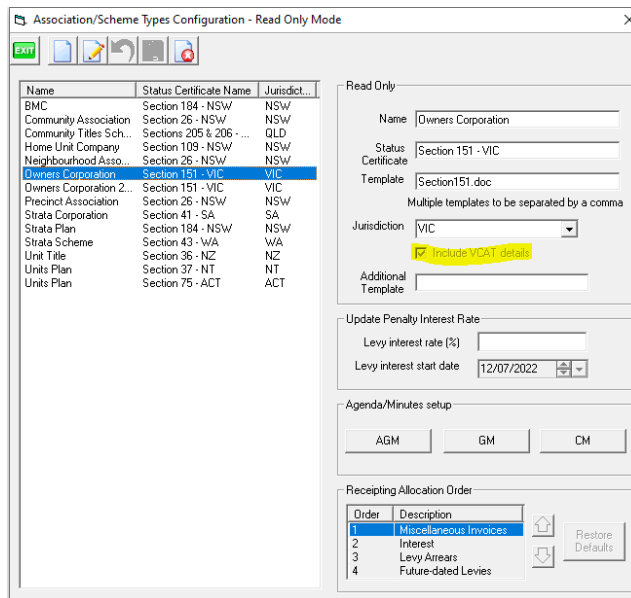 Association/Scheme Types Configuration - Read Only Mode
EXIT
Name Status Certificate Name Jurisdict...
BMC Section 184 - NSW NSW
Community Association Section 26 - NSW NSW
Community Titles Sch... Sections 205 & 206 - ... QLD
Home Unit Company Section 109 - NSW NSW
Neighbourhood Asso... Section 26 - NSW NSW
Owners Corporation Section 151 - VIC VIC
Owners Corporation 2... Section 151 - VIC VIC
Precinct Association Section 26 - NSW NSW
Strata Corporation Section 41 - SA SA
Strata Plan Section 184 - NSW NSW
Strata Scheme Section 43 - WA WA
Unit Title Section 36 - NZ NZ
Units Plan Section 37 - NT NT
Units Plan Section 75 - ACT ACT
Read Only
Name Owners Corporation
Status Certificate Section 151 - VIC
Template Section151.doc
Multiple templates to be separated by a comma
Jurisdiction VIC
Include VCAT details
Additional Template
Update Penalty Interest Rate
Levy interest rate (%)
Levy interest start date 12/07/2022
Agenda/Minutes setup
AGM GM CM
Receipting Allocation Order
Order Description
1 Miscellaneous Invoices
2 Interest
3 Levy Arrears
4 Future-dated Levies
Restore Defaults